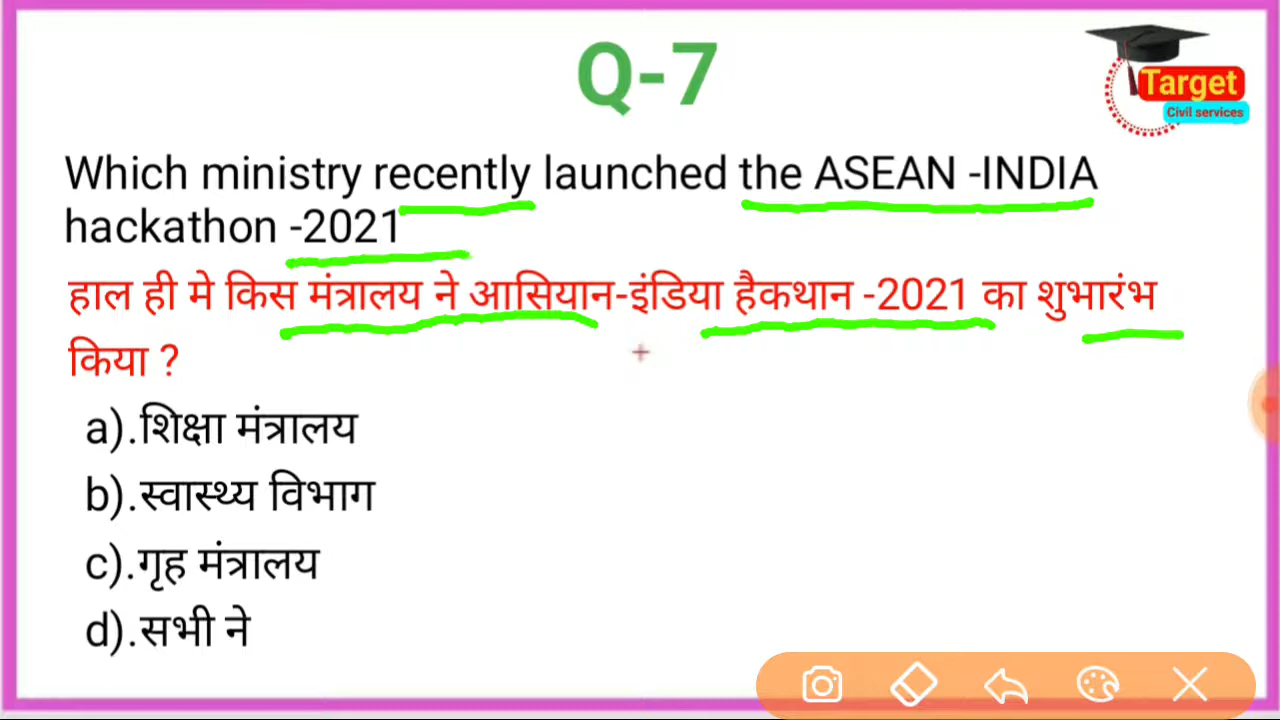 Q-7
Target
Civil services
Which ministry recently launched the ASEAN -INDIA
hackathon -2021
हाल ही मे किस मंत्रालय ने आसियान-इंडिया हैकथान -2021 का शुभारंभ
किया ?
a).शिक्षा मंत्रालय
b).स्वास्थ्य विभाग
c).गृह मंत्रालय
d).सभी ने